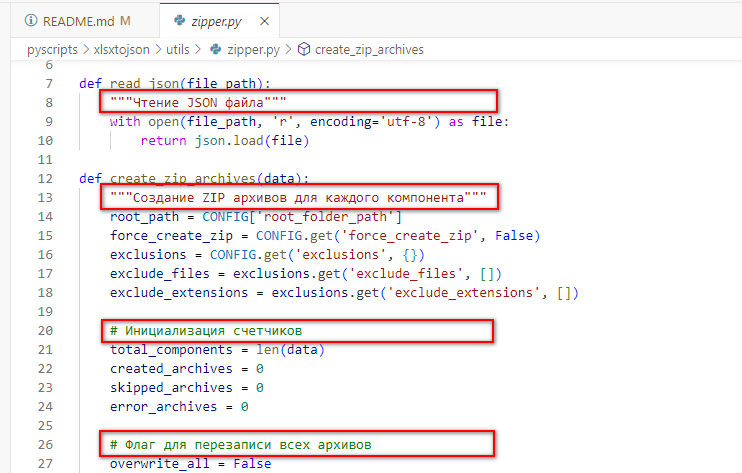 README.md M
zipper.py
pyscripts > xlsxtojson > utils > zipper.py > create_zip_archives
6
7 def read_json(file_path):
8 """Чтение JSON файла"""
9 with open(file_path, 'r', encoding='utf-8') as file:
10 return json.load(file)
11
12 def create_zip_archives(data):
13 """Создание ZIP архивов для каждого компонента"""
14 root_path = CONFIG['root_folder_path']
15 force_create_zip = CONFIG.get('force_create_zip', False)
16 exclusions = CONFIG.get('exclusions', {})
17 exclude_files = exclusions.get('exclude_files', [])
18 exclude_extensions = exclusions.get('exclude_extensions', [])
19
20 # Инициализация счетчиков
21 total_components = len(data)
22 created_archives = 0
23 skipped_archives = 0
24 error_archives = 0
25
26 # Флаг для перезаписи всех архивов
27 overwrite_all = False